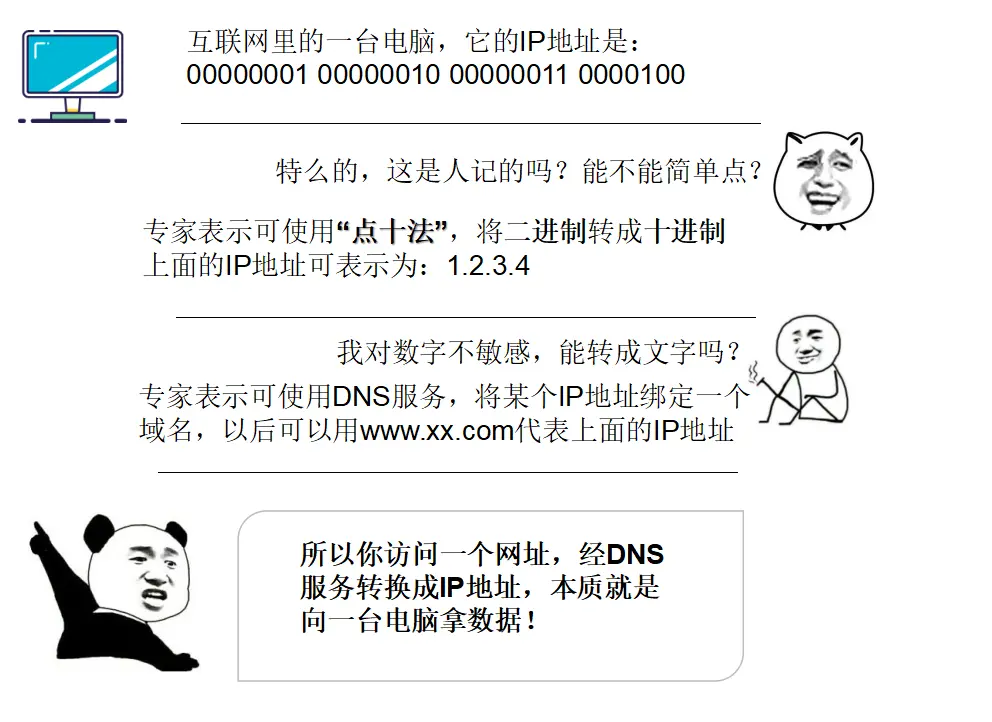 互联网里的一台电脑，它的IP地址是：
00000001 00000010 00000011 0000100
特么的，这是人记的吗？能不能简单点？
专家表示可使用“点十法”，将二进制转成十进制
上面的IP地址可表示为：1.2.3.4
我对数字不敏感，能转成文字吗？
专家表示可使用DNS服务，将某个IP地址绑定一个
域名，以后可以用www.xx.com代表上面的IP地址
所以你访问一个网址，经DNS
服务转换成IP地址，本质就是
向一台电脑拿数据！